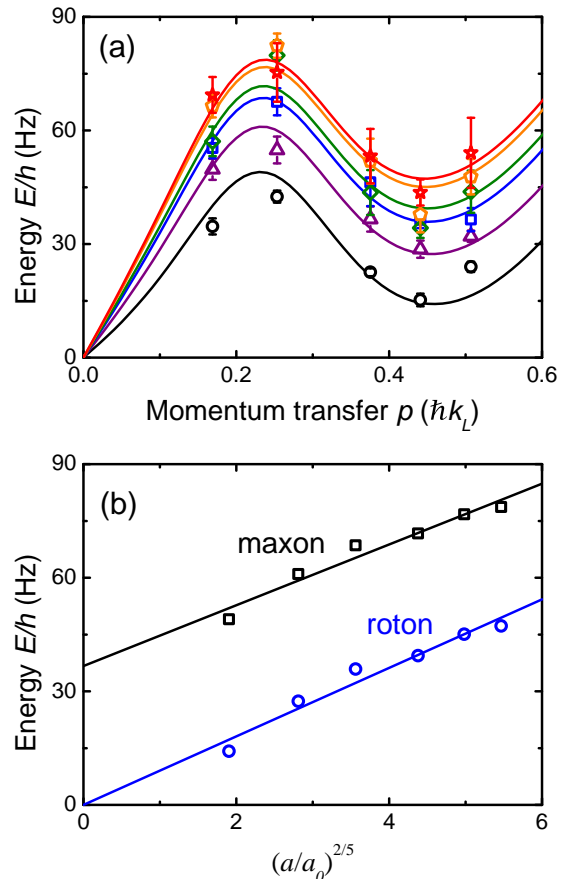 (a)
90
60
30
0
Energy E/h (Hz)
0.0 0.2 0.4 0.6
Momentum transfer p (ℏk_L)
(b)
90
60
30
0
maxon
roton
Energy E/h (Hz)
0 2 4 6
(a/a_0)^{2/5}